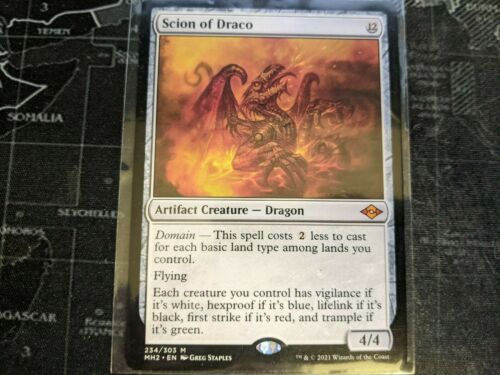 Scion of Draco 12
YEMEN
SOMALIA
SEYCHELLES
Artifact Creature — Dragon
Domain — This spell costs 2 less to cast
for each basic land type among lands you
control.
Flying
Each creature you control has vigilance if
it's white, hexproof if it's blue, lifelink if it's
black, first strike if it's red, and trample if
it's green.
4/4
234/303 M
MH2 • EN GREG STAPLES
™ & © 2021 Wizards of the Coast